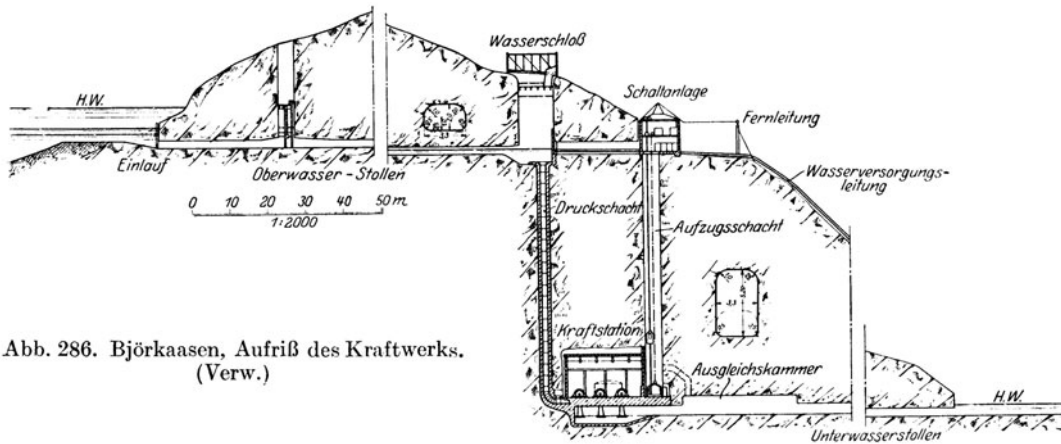 Wasserschloß
Schaltanlage
H.W.
Fernleitung
Einlauf
Oberwasser-Stollen
Wasserversorgungs-
leitung
0 10 20 30 40 50 m
1:2000
Druckschacht
Aufzugsschacht
Kraftstation
Abb. 286. Björkaasen, Aufriß des Kraftwerks.
(Verw.)
Ausgleichskammer
H.W.
Unterwasserstollen